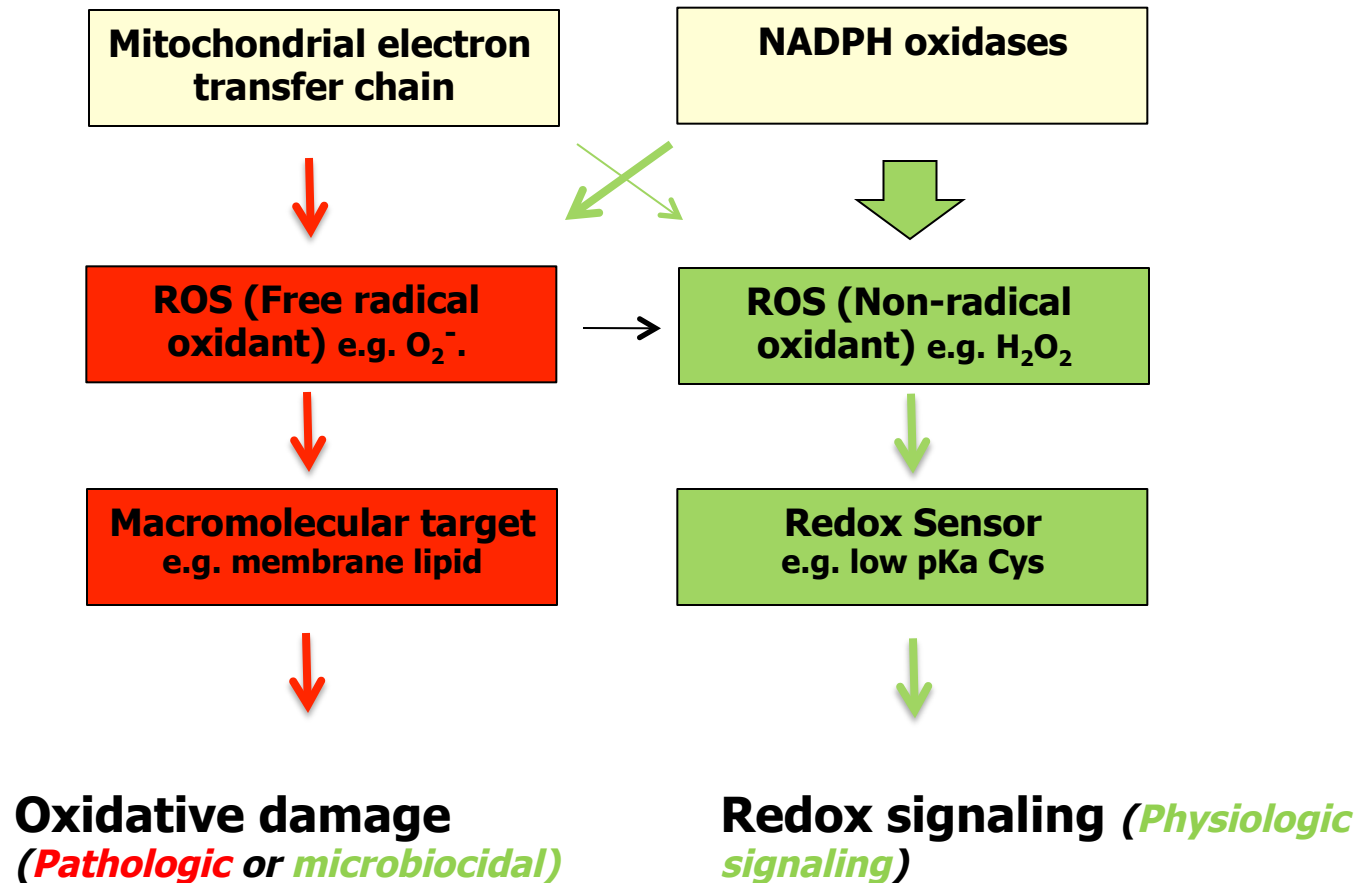 Mitochondrial electron
transfer chain
NADPH oxidases
ROS (Free radical
oxidant) e.g. O₂⁻.
ROS (Non-radical
oxidant) e.g. H₂O₂
Macromolecular target
e.g. membrane lipid
Redox Sensor
e.g. low pKa Cys
Oxidative damage
(Pathologic or microbiocidal)
Redox signaling (Physiologic
signaling)